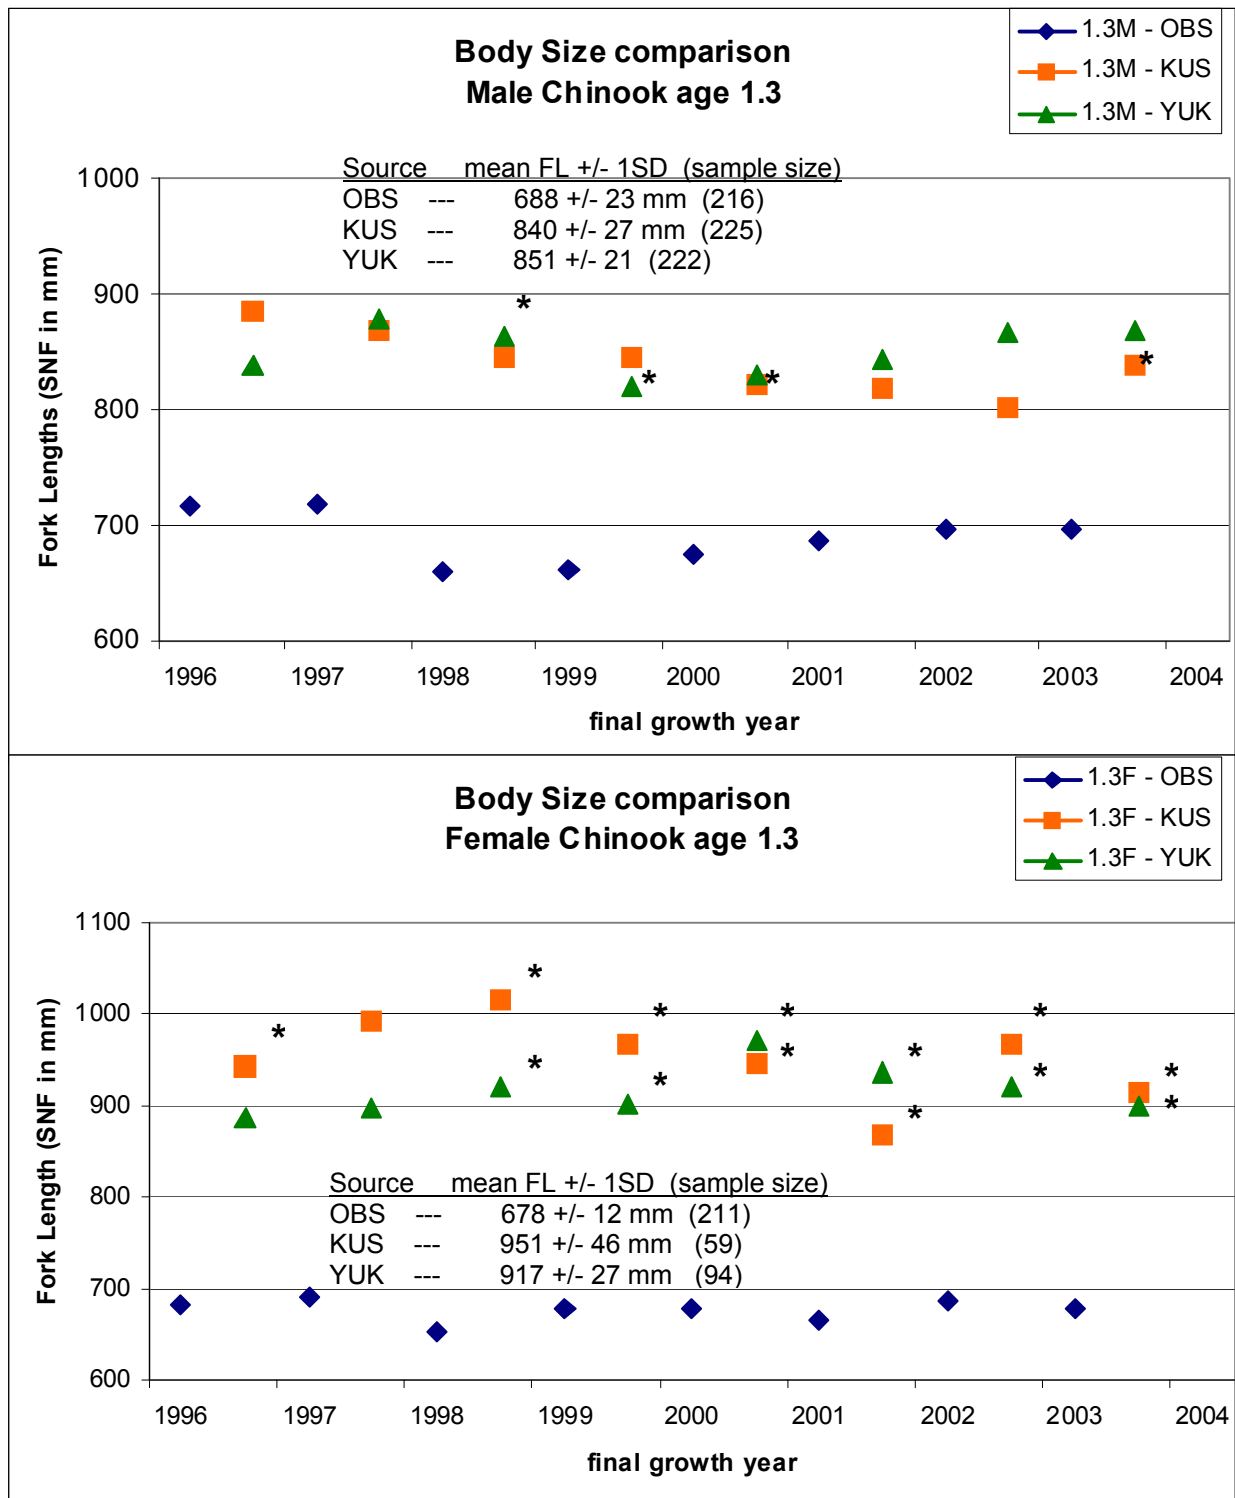 Body Size comparison
Male Chinook age 1.3
1.3M - OBS
1.3M - KUS
1.3M - YUK
Source mean FL +/- 1SD (sample size)
OBS --- 688 +/- 23 mm (216)
KUS --- 840 +/- 27 mm (225)
YUK --- 851 +/- 21 (222)
Fork Lengths (SNF in mm)
1000
900
800
700
600
*
*
*
*
1996 1997 1998 1999 2000 2001 2002 2003 2004
final growth year
Body Size comparison
Female Chinook age 1.3
1.3F - OBS
1.3F - KUS
1.3F - YUK
Fork Length (SNF in mm)
1100
1000
900
800
700
600
*
* * * * *
* * * * * *
*
Source mean FL +/- 1SD (sample size)
OBS --- 678 +/- 12 mm (211)
KUS --- 951 +/- 46 mm (59)
YUK --- 917 +/- 27 mm (94)
1996 1997 1998 1999 2000 2001 2002 2003 2004
final growth year